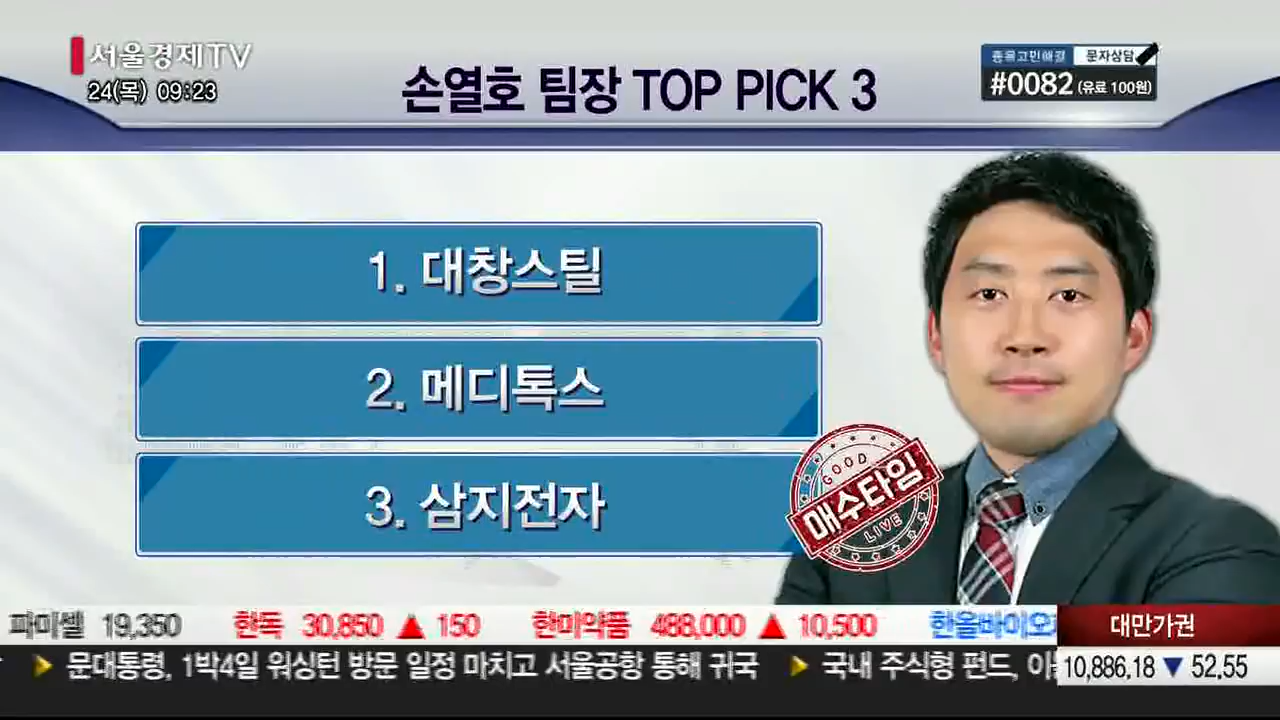 서울경제TV
24(목) 09:23
손열호 팀장 TOP PICK 3
종목고민해결 문자상담
#0082 (유료 100원)
1. 대창스틸
2. 메디톡스
3. 삼지전자
GOOD
매수타임
LIVE
파미셀 19,350 한독 30,850 ▲ 150 한미약품 488,000 ▲ 10,500 한올바이오
대만가권
문대통령, 1박4일 워싱턴 방문 일정 마치고 서울공항 통해 귀국 국내 주식형 펀드,
10,886.18 ▼ 52.55